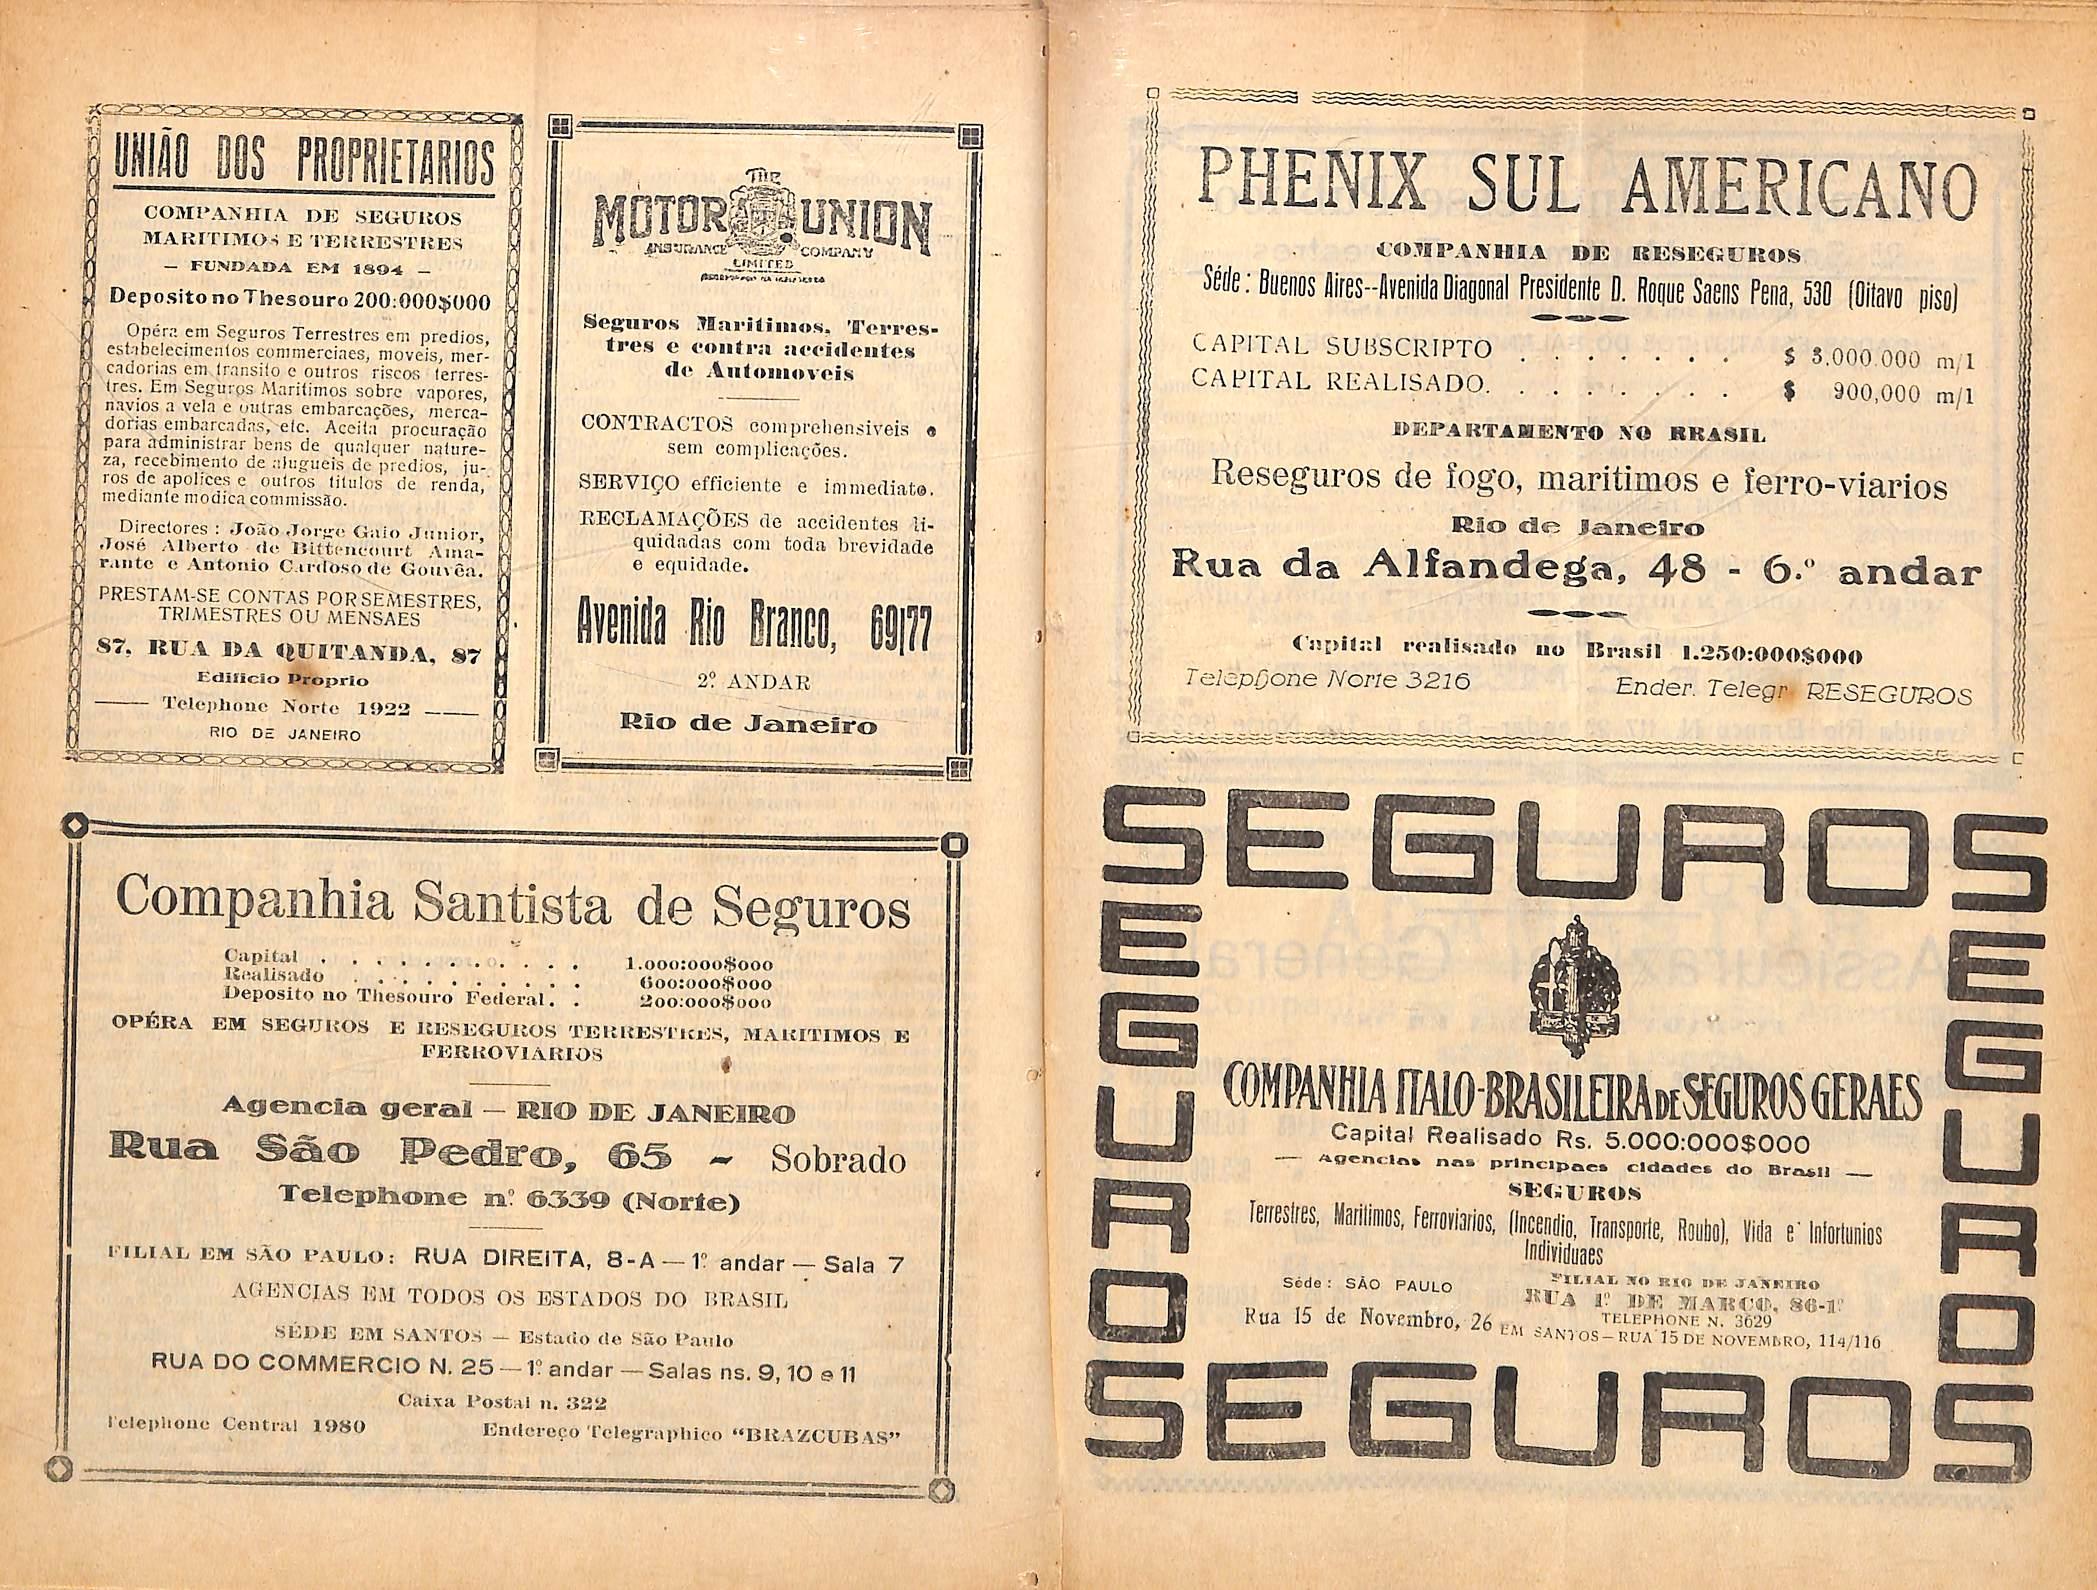 UNIÃO DOS PROPRIETARIOS
COMPANHIA DE SEGUROS
MARITIMOS E TERRESTRES
— FUNDADA EM 1894 —
Deposito no Thesouro 200:000$000
Opéra em Seguros Terrestres em predios,
estabelecimentos commerciaes, moveis, mer-
cadorias em transito e outros riscos terres-
tres. Em Seguros Maritimos sobre vapores,
navios a vela e outras embarcações, merca-
dorias embarcadas, etc. Aceita procuração
para administrar bens de qualquer nature-
za, recebimento de alugueis de predios, ju-
ros de apolices e outros titulos de renda,
mediante modica commissão.
Directores : João Jorge Gaio Junior,
José Alberto de Bittencourt Ama-
rante e Antonio Cardoso de Gouvêa.
PRESTAM-SE CONTAS POR SEMESTRES,
TRIMESTRES OU MENSAES
87, RUA DA QUITANDA, 87
Edificio Proprio
Telephone Norte 1922
RIO DE JANEIRO
THE
MOTOR UNION
INSURANCE COMPANY
LIMITED
Seguros Maritimos, Terres-
tres e contra accidentes
de Automoveis
CONTRACTOS comprehensiveis e
sem complicações.
SERVIÇO efficiente e immediato.
RECLAMAÇÕES de accidentes li-
quidadas com toda brevidade
e equidade.
Avenida Rio Branco, 69|77
2º ANDAR
Rio de Janeiro
Companhia Santista de Seguros
Capital . . . . . . . . . . . 1.000:000$000
Realisado . . . . . . . . . . 600:000$000
Deposito no Thesouro Federal. . 200:000$000
OPÉRA EM SEGUROS E RESEGUROS TERRESTRES, MARITIMOS E
FERROVIARIOS
Agencia geral — RIO DE JANEIRO
Rua São Pedro, 65 - Sobrado
Telephone nº 6339 (Norte)
FILIAL EM SÃO PAULO: RUA DIREITA, 8-A — 1º andar — Sala 7
AGENCIAS EM TODOS OS ESTADOS DO BRASIL
SÉDE EM SANTOS — Estado de São Paulo
RUA DO COMMERCIO N. 25 — 1º andar — Salas ns. 9, 10 e 11
Caixa Postal n. 322
Telephone Central 1980 Endereço Telegraphico "BRAZCUBAS"
PHENIX SUL AMERICANO
COMPANHIA DE RESEGUROS
Séde : Buenos Aires--Avenida Diagonal Presidente D. Roque Saens Pena, 530 (Oitavo piso)
CAPITAL SUBSCRIPTO . . . . . . . $ 3.000.000 m/l
CAPITAL REALISADO. . . . . . . . $ 900,000 m/l
DEPARTAMENTO NO BRASIL
Reseguros de fogo, maritimos e ferro-viarios
Rio de Janeiro
Rua da Alfandega, 48 - 6.º andar
Capital realisado no Brasil 1.250:000$000
Telephone Norte 3216 Ender. Telegr. RESEGUROS
SEGUROS
SEGUROS
SEGUROS
COMPANHIA ITALO-BRASILEIRA DE SEGUROS GERAES
Capital Realisado Rs. 5.000:000$000
— Agencias nas principaes cidades do Brasil —
SEGUROS
Terrestres, Maritimos, Ferroviarios, (Incendio, Transporte, Roubo), Vida e Infortunios
Individuaes
Séde : SÃO PAULO
Rua 15 de Novembro, 26
FILIAL NO RIO DE JANEIRO
RUA 1º DE MARÇO, 86-1º
TELEPHONE N. 3629
EM SANTOS — RUA 15 DE NOVEMBRO, 114/116
SEGUROS